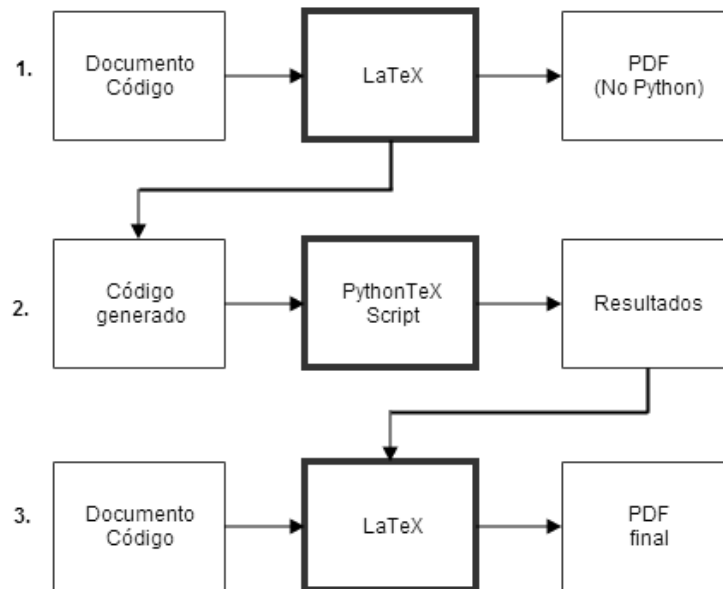 1.
Documento
Código
LaTeX
PDF
(No Python)
2.
Código
generado
PythonTeX
Script
Resultados
3.
Documento
Código
LaTeX
PDF
final